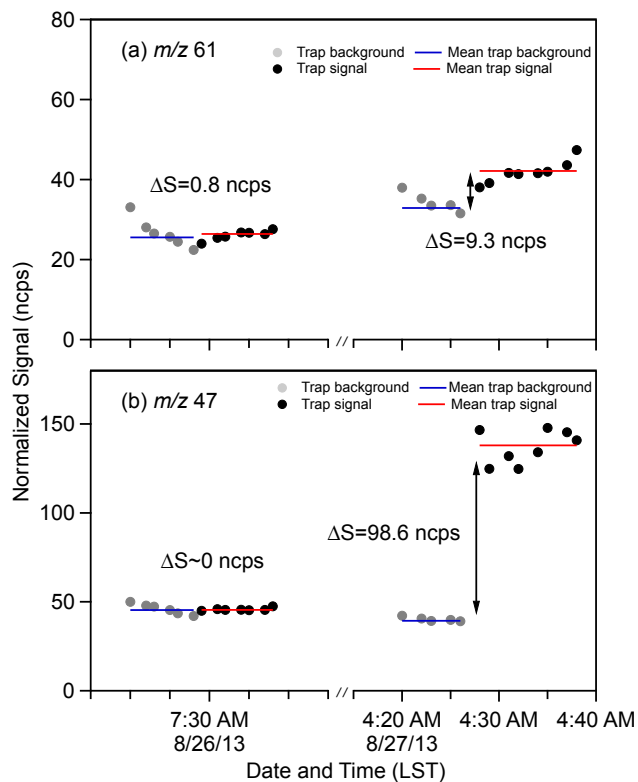 80
(a) m/z 61
Trap background
Mean trap background
Trap signal
Mean trap signal
60
ΔS=0.8 ncps
40
ΔS=9.3 ncps
20
0
//
Normalized Signal (ncps)
(b) m/z 47
Trap background
Mean trap background
Trap signal
Mean trap signal
150
100
ΔS=98.6 ncps
ΔS~0 ncps
50
0
//
7:30 AM 4:20 AM 4:30 AM 4:40 AM
8/26/13 8/27/13
Date and Time (LST)